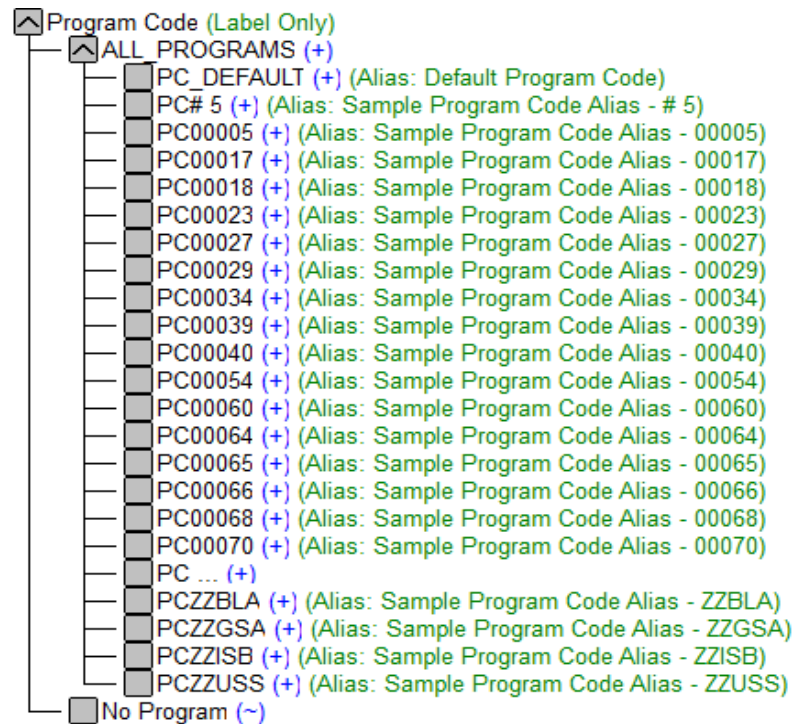 Program Code (Label Only)
ALL_PROGRAMS (+)
PC_DEFAULT (+) (Alias: Default Program Code)
PC# 5 (+) (Alias: Sample Program Code Alias - # 5)
PC00005 (+) (Alias: Sample Program Code Alias - 00005)
PC00017 (+) (Alias: Sample Program Code Alias - 00017)
PC00018 (+) (Alias: Sample Program Code Alias - 00018)
PC00023 (+) (Alias: Sample Program Code Alias - 00023)
PC00027 (+) (Alias: Sample Program Code Alias - 00027)
PC00029 (+) (Alias: Sample Program Code Alias - 00029)
PC00034 (+) (Alias: Sample Program Code Alias - 00034)
PC00039 (+) (Alias: Sample Program Code Alias - 00039)
PC00040 (+) (Alias: Sample Program Code Alias - 00040)
PC00054 (+) (Alias: Sample Program Code Alias - 00054)
PC00060 (+) (Alias: Sample Program Code Alias - 00060)
PC00064 (+) (Alias: Sample Program Code Alias - 00064)
PC00065 (+) (Alias: Sample Program Code Alias - 00065)
PC00066 (+) (Alias: Sample Program Code Alias - 00066)
PC00068 (+) (Alias: Sample Program Code Alias - 00068)
PC00070 (+) (Alias: Sample Program Code Alias - 00070)
PC ... (+)
PCZZBLA (+) (Alias: Sample Program Code Alias - ZZBLA)
PCZZGSA (+) (Alias: Sample Program Code Alias - ZZGSA)
PCZZISB (+) (Alias: Sample Program Code Alias - ZZISB)
PCZZUSS (+) (Alias: Sample Program Code Alias - ZZUSS)
No Program (~)